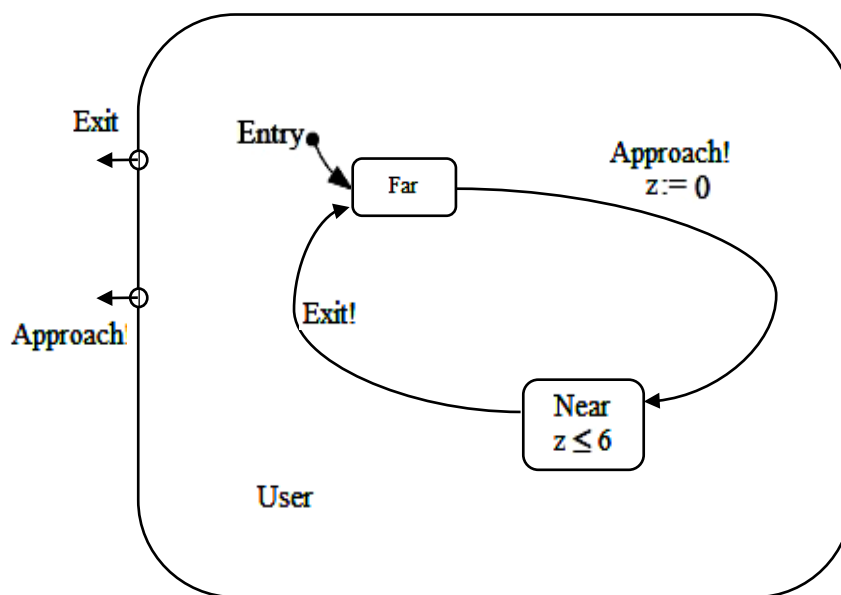 Exit
Entry
Approach!
z:= 0
Far
Exit!
Approach!
Near
z ≤ 6
User